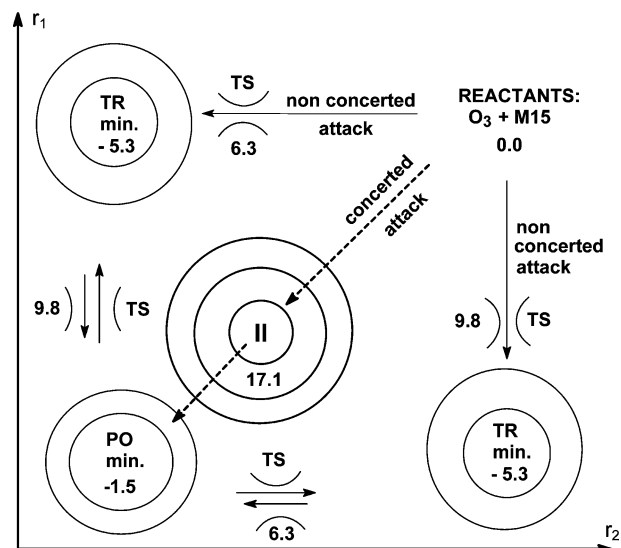 r1
TR
min.
- 5.3
TS
6.3
non concerted
attack
REACTANTS:
O3 + M15
0.0
concerted
attack
non
concerted
attack
9.8
TS
II
17.1
9.8
TS
TR
min.
- 5.3
PO
min.
-1.5
TS
6.3
r2